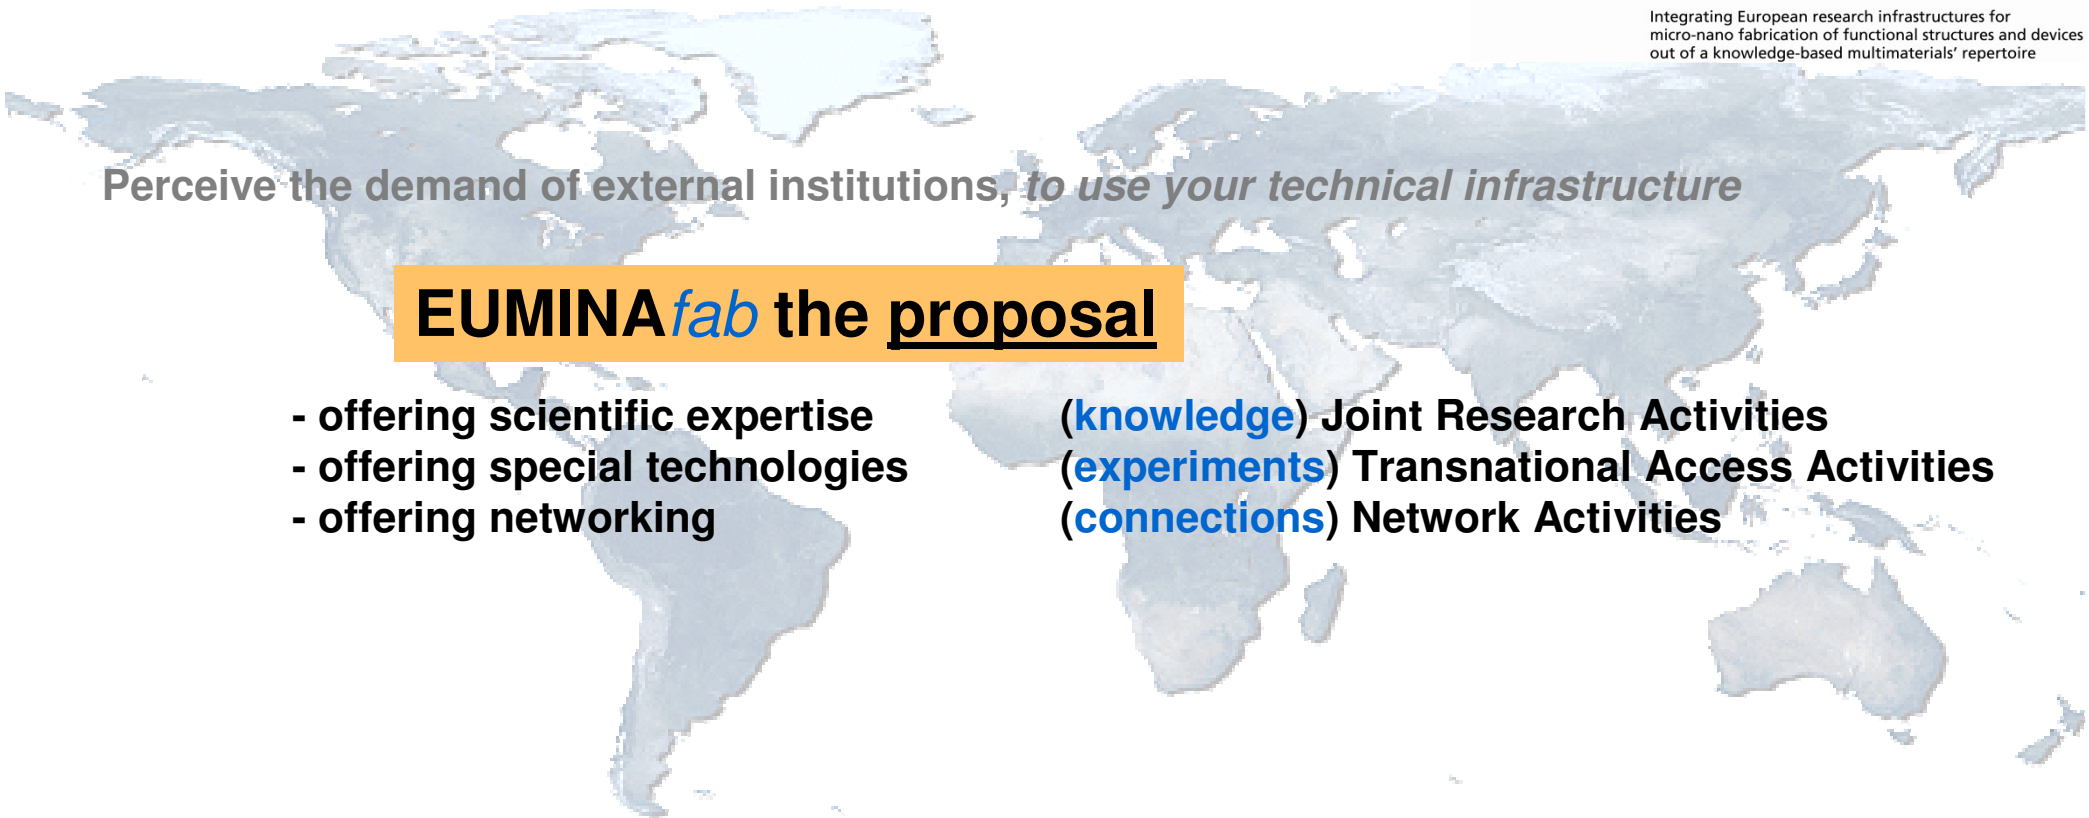 Integrating European research infrastructures for
micro-nano fabrication of functional structures and devices
out of a knowledge-based multimaterials' repertoire
Perceive the demand of external institutions, to use your technical infrastructure
EUMINAfab the proposal
- offering scientific expertise (knowledge) Joint Research Activities
- offering special technologies (experiments) Transnational Access Activities
- offering networking (connections) Network Activities